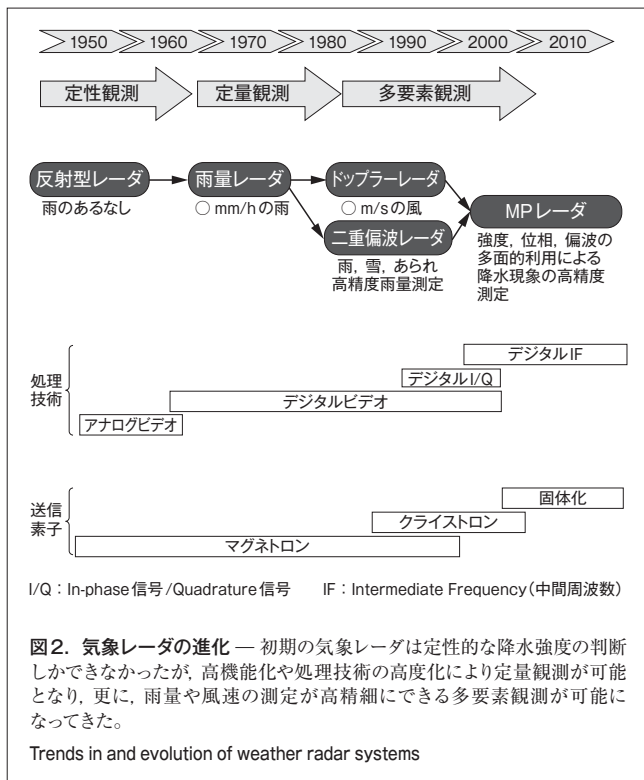 1950 1960 1970 1980 1990 2000 2010
定性観測 定量観測 多要素観測
反射型レーダ 雨量レーダ ドップラーレーダ
雨のあるなし ○ mm/hの雨 ○ m/sの風
MPレーダ
二重偏波レーダ
強度,位相,偏波の
多面的利用による
降水現象の高精度
測定
雨,雪,あられ
高精度雨量測定
処理
技術
デジタルIF
デジタルI/Q
デジタルビデオ
アナログビデオ
送信
素子
固体化
クライストロン
マグネトロン
I/Q:In-phase信号/Quadrature信号 IF:Intermediate Frequency(中間周波数)
図2. 気象レーダの進化 — 初期の気象レーダは定性的な降水強度の判断
しかできなかったが,高機能化や処理技術の高度化により定量観測が可能
となり,更に,雨量や風速の測定が高精細にできる多要素観測が可能に
なってきた。
Trends in and evolution of weather radar systems